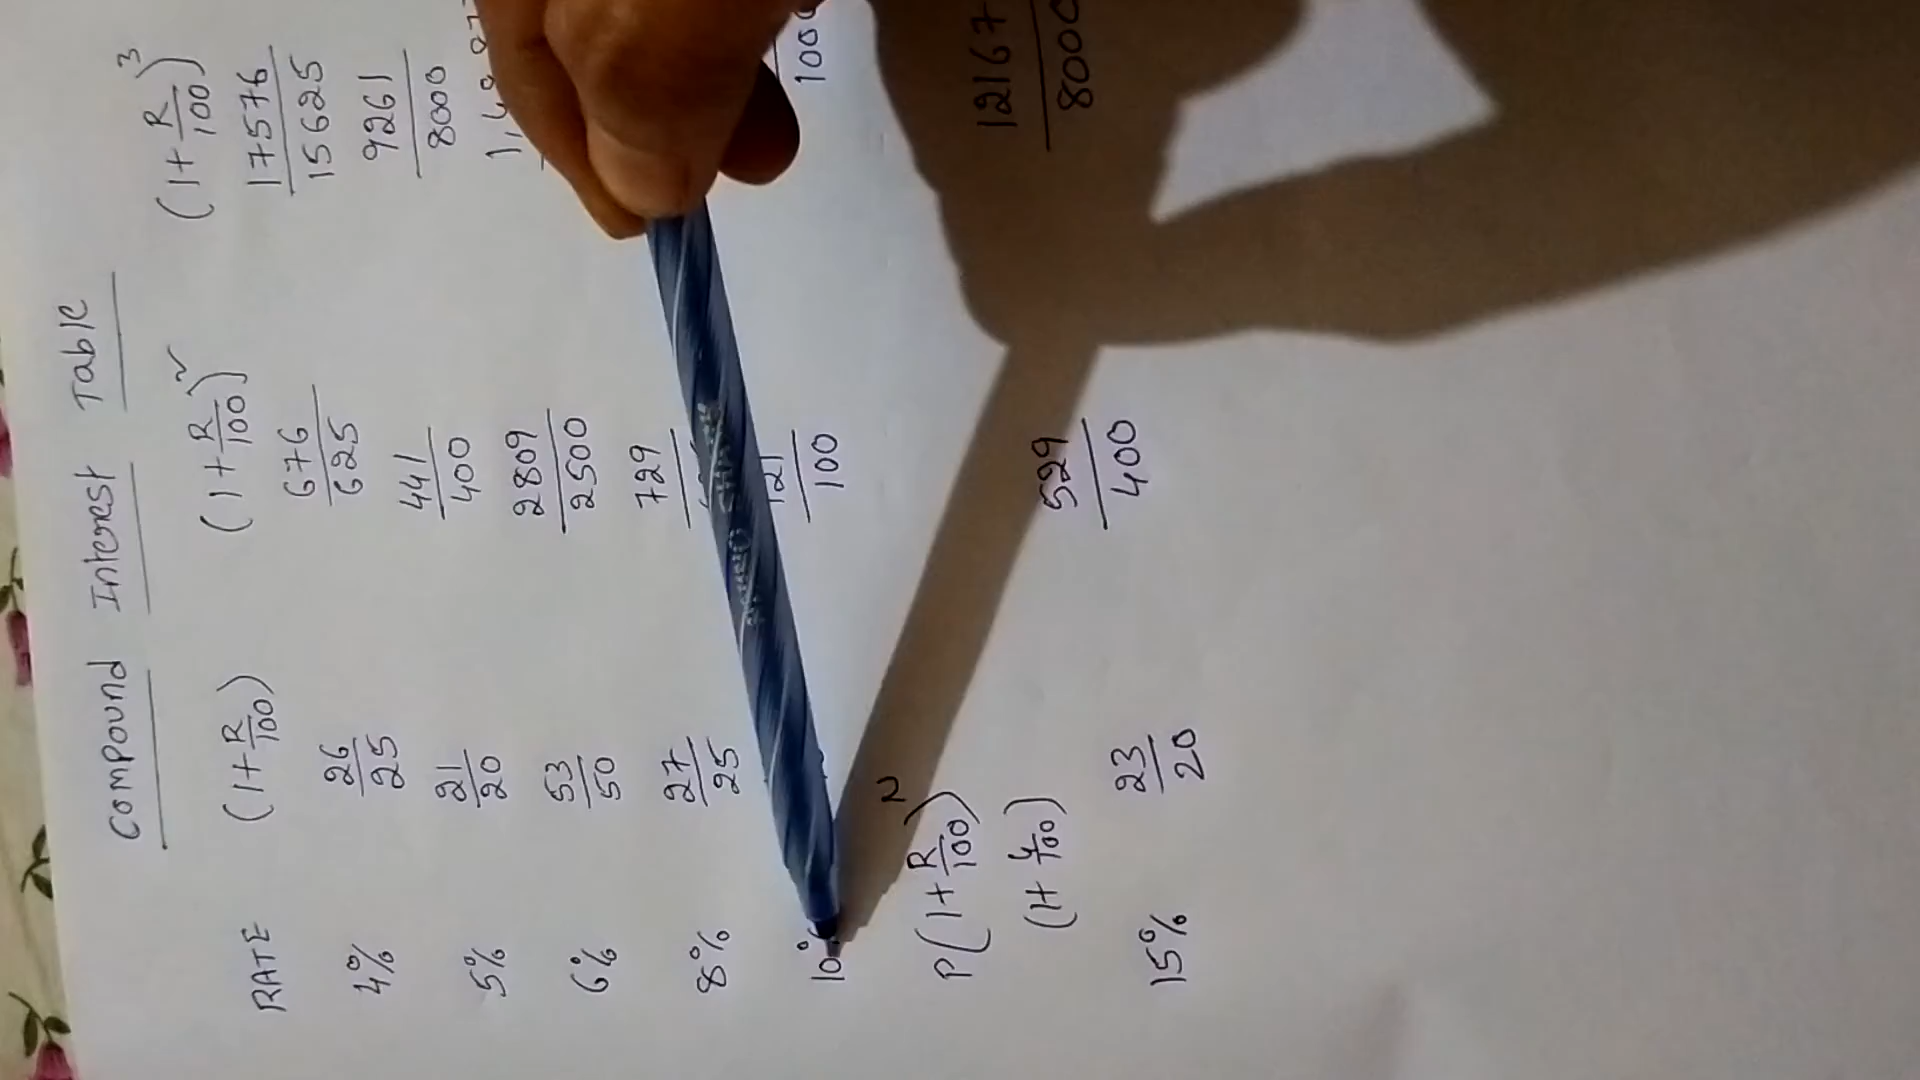 Compound Interest Table
RATE (1+R/100) (1+R/100)² (1+R/100)³
4% 26/25 676/625 17576/15625
5% 21/20 441/400 9261/8000
6% 53/50 2809/2500
8% 27/25 729
10% 121/100
P(1+R/100)^N
(1+4/100)
15% 23/20 529/400 12167/8000